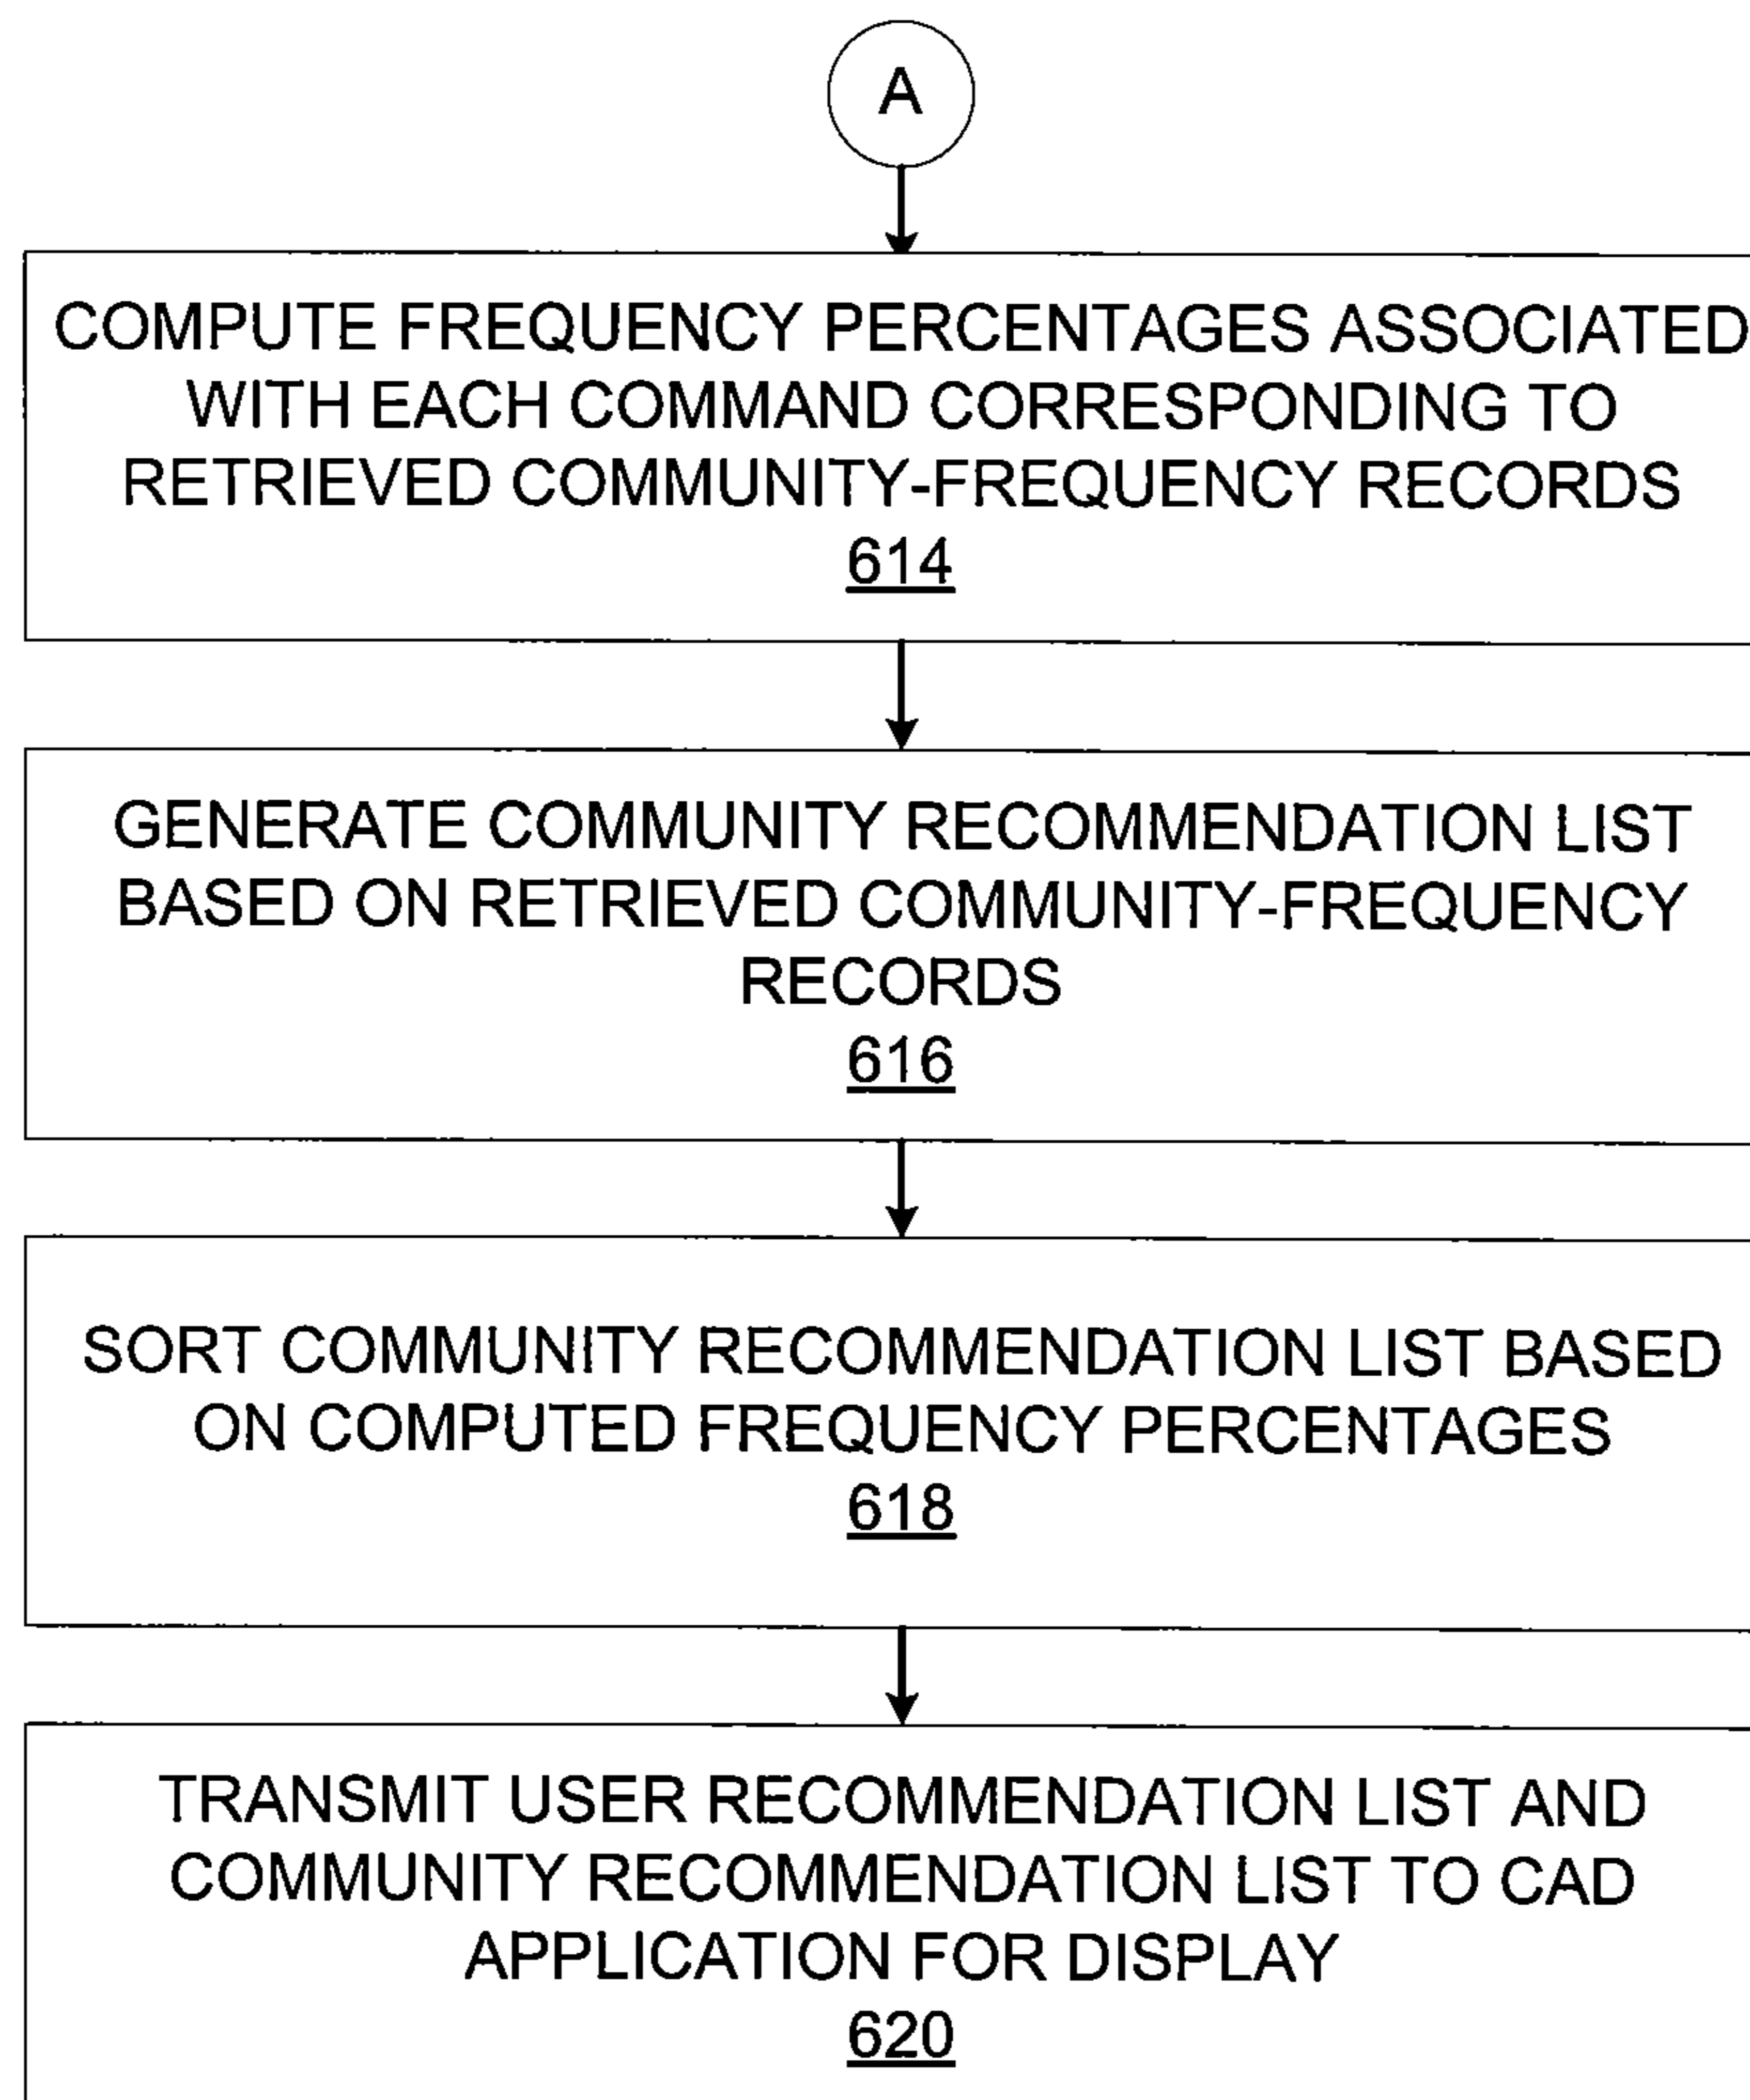 A
COMPUTE FREQUENCY PERCENTAGES ASSOCIATED
WITH EACH COMMAND CORRESPONDING TO
RETRIEVED COMMUNITY-FREQUENCY RECORDS
614
GENERATE COMMUNITY RECOMMENDATION LIST
BASED ON RETRIEVED COMMUNITY-FREQUENCY
RECORDS
616
SORT COMMUNITY RECOMMENDATION LIST BASED
ON COMPUTED FREQUENCY PERCENTAGES
618
TRANSMIT USER RECOMMENDATION LIST AND
COMMUNITY RECOMMENDATION LIST TO CAD
APPLICATION FOR DISPLAY
620